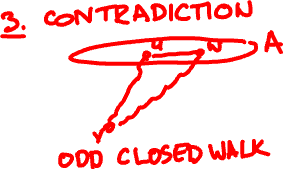 3. CONTRADICTION
u w A
v
ODD CLOSED WALK